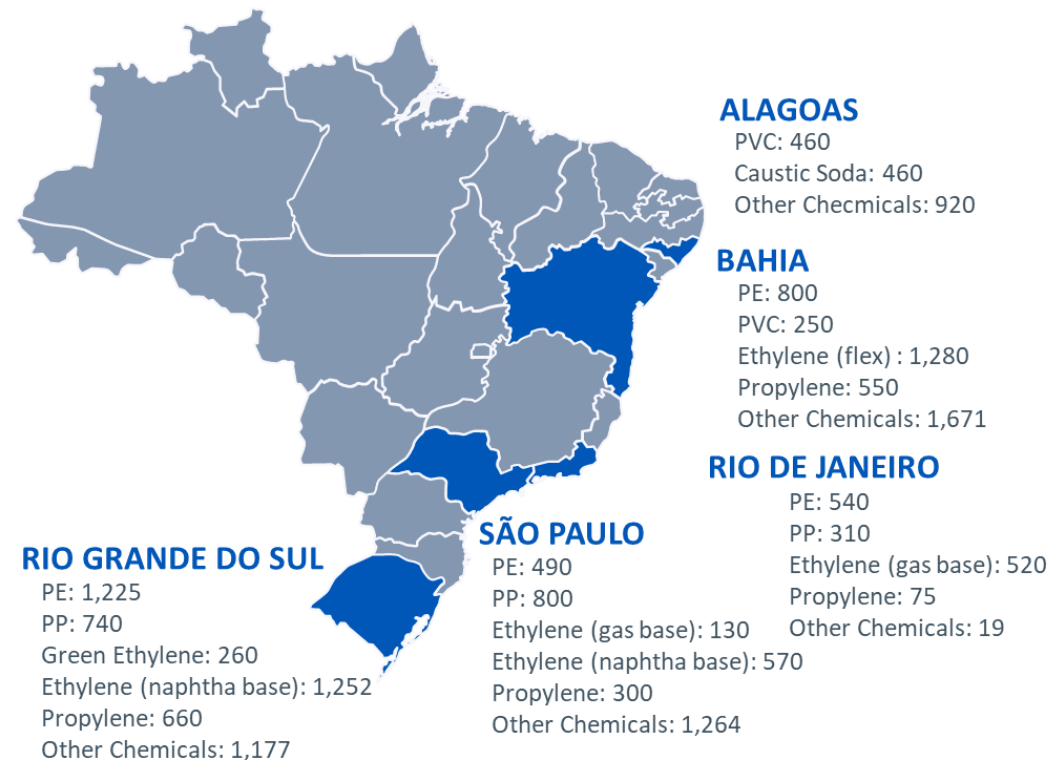 ALAGOAS
PVC: 460
Caustic Soda: 460
Other Checmicals: 920
BAHIA
PE: 800
PVC: 250
Ethylene (flex) : 1,280
Propylene: 550
Other Chemicals: 1,671
RIO DE JANEIRO
PE: 540
PP: 310
Ethylene (gas base): 520
Propylene: 75
Other Chemicals: 19
SÃO PAULO
PE: 490
PP: 800
Ethylene (gas base): 130
Ethylene (naphtha base): 570
Propylene: 300
Other Chemicals: 1,264
RIO GRANDE DO SUL
PE: 1,225
PP: 740
Green Ethylene: 260
Ethylene (naphtha base): 1,252
Propylene: 660
Other Chemicals: 1,177